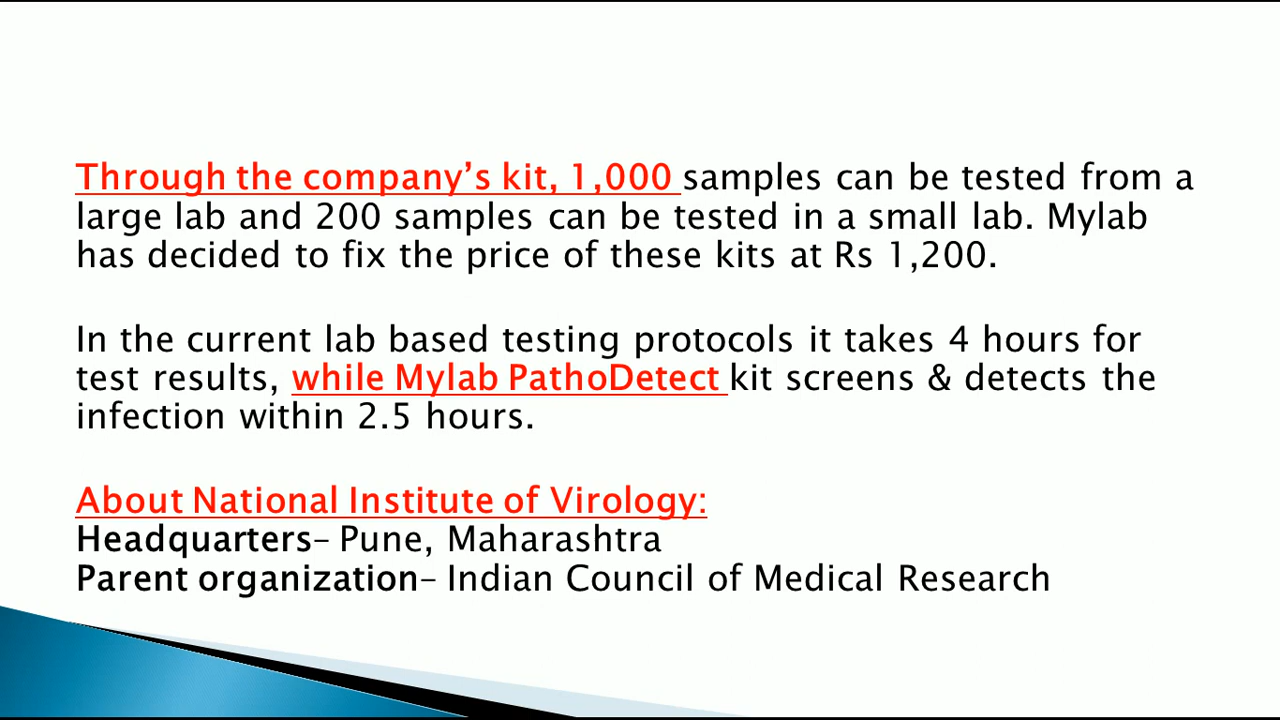 Through the company’s kit, 1,000 samples can be tested from a
large lab and 200 samples can be tested in a small lab. Mylab
has decided to fix the price of these kits at Rs 1,200.
In the current lab based testing protocols it takes 4 hours for
test results, while Mylab PathoDetect kit screens & detects the
infection within 2.5 hours.
About National Institute of Virology:
Headquarters– Pune, Maharashtra
Parent organization– Indian Council of Medical Research